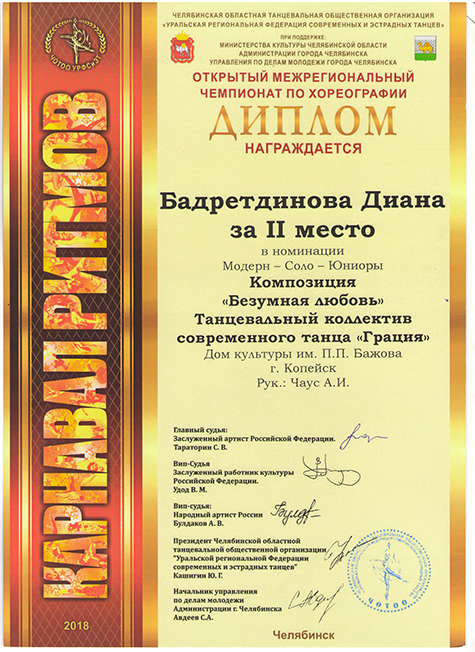 ЧЕЛЯБИНСКАЯ ОБЛАСТНАЯ ТАНЦЕВАЛЬНАЯ ОБЩЕСТВЕННАЯ ОРГАНИЗАЦИЯ
"УРАЛЬСКАЯ РЕГИОНАЛЬНАЯ ФЕДЕРАЦИЯ СОВРЕМЕННЫХ И ЭСТРАДНЫХ ТАНЦЕВ"
ПРИ ПОДДЕРЖКЕ:
МИНИСТЕРСТВА КУЛЬТУРЫ ЧЕЛЯБИНСКОЙ ОБЛАСТИ
АДМИНИСТРАЦИИ ГОРОДА ЧЕЛЯБИНСКА
УПРАВЛЕНИЯ ПО ДЕЛАМ МОЛОДЕЖИ ГОРОДА ЧЕЛЯБИНСКА
ОТКРЫТЫЙ МЕЖРЕГИОНАЛЬНЫЙ
ЧЕМПИОНАТ ПО ХОРЕОГРАФИИ
ДИПЛОМ
НАГРАЖДАЕТСЯ
Бадретдинова Диана
за II место
в номинации
Модерн – Соло – Юниоры
Композиция
«Безумная любовь»
Танцевальный коллектив
современного танца «Грация»
Дом культуры им. П.П. Бажова
г. Копейск
Рук.: Чаус А.И.
Главный судья:
Заслуженный артист Российской Федерации.
Тараторин С. В.
Вип-Судья
Заслуженный работник культуры
Российской Федерации.
Удод В. М.
Вип-судья:
Народный артист России
Булдаков А. В.
Президент Челябинской областной
танцевальной общественной организации
"Уральской региональной Федерации
современных и эстрадных танцев"
Кашигин Ю. Г.
Начальник управления
по делам молодежи
Администрации г. Челябинска
Авдеев С.А.
Челябинск
ЧОТОО УРФСИЭТ
КАРНАВАЛ РИТМОВ
2018
ЧОТОО